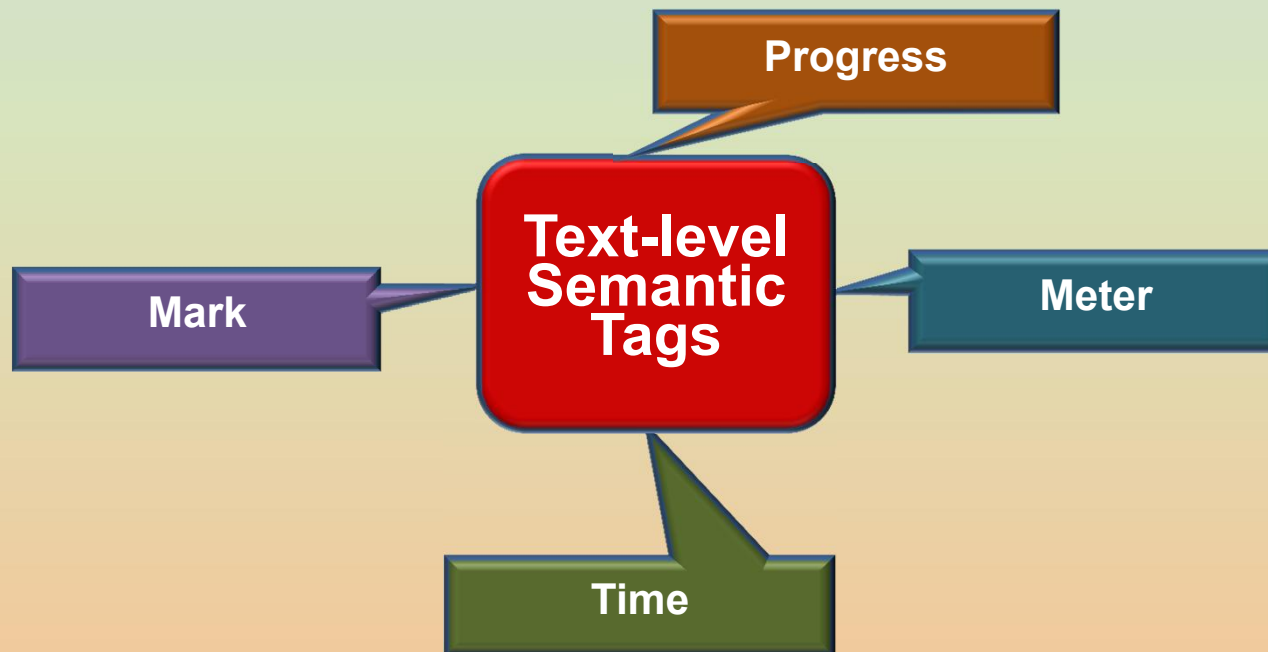 Progress
Text-level
Semantic
Tags
Mark
Meter
Time